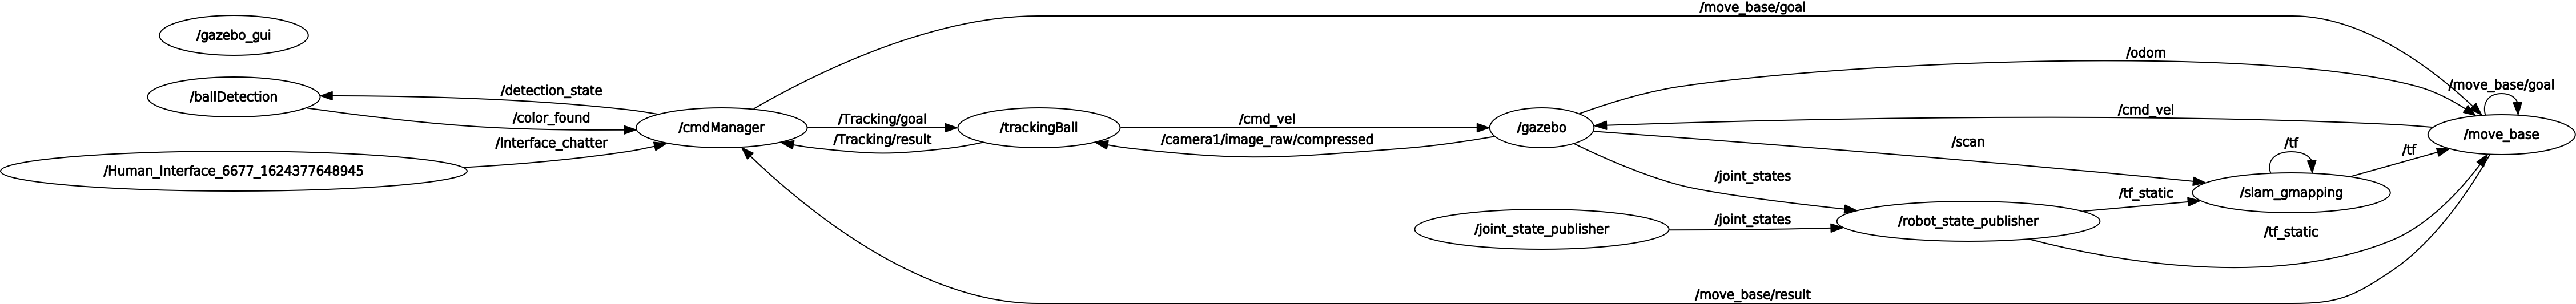 /move_base/goal
/gazebo_gui
/odom
/move_base/goal
/detection_state
/ballDetection
/color_found
/cmdManager
/Tracking/goal
/trackingBall
/cmd_vel
/gazebo
/cmd_vel
/move_base
/Interface_chatter
/Tracking/result
/camera1/image_raw/compressed
/scan
/tf
/tf
/Human_Interface_6677_1624377648945
/joint_states
/tf_static
/slam_gmapping
/joint_state_publisher
/joint_states
/robot_state_publisher
/tf_static
/move_base/result